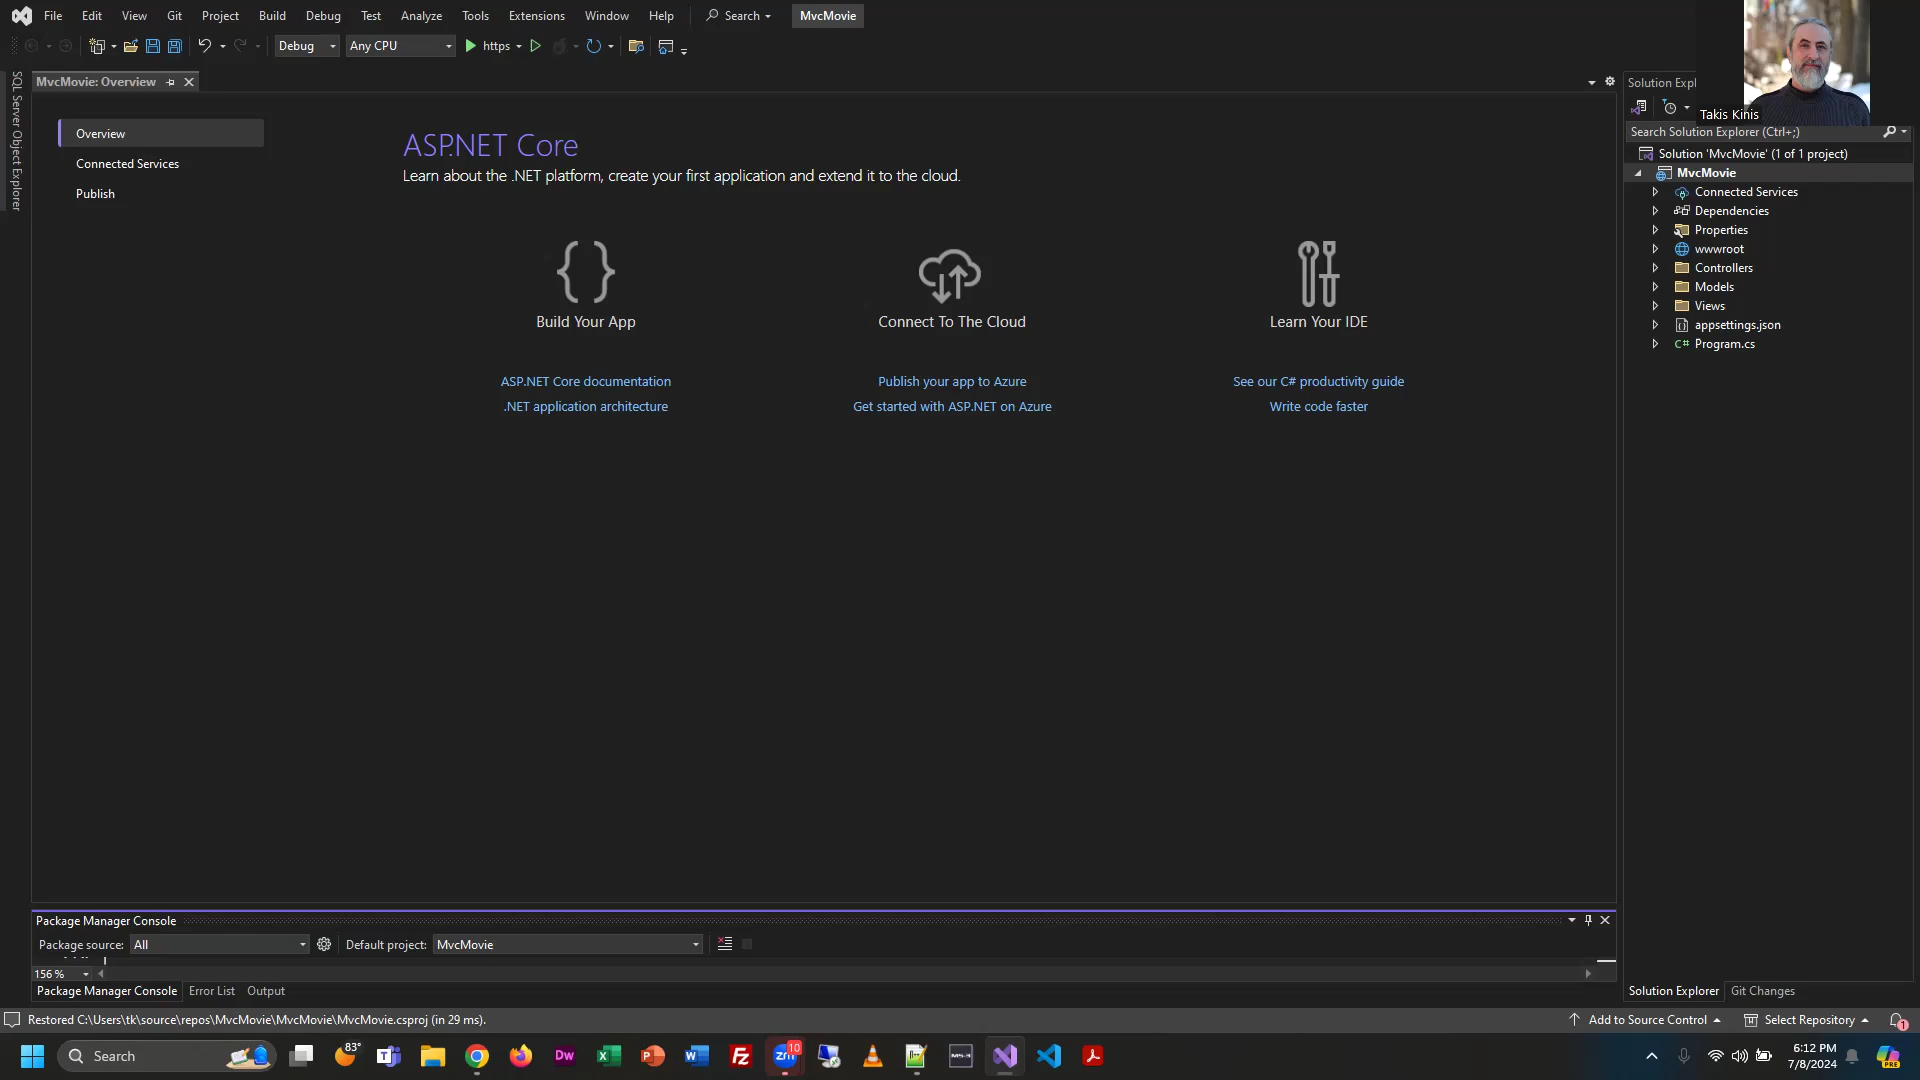 File Edit View Git Project Build Debug Test Analyze Tools Extensions Window Help Search MvcMovie
Debug Any CPU https
SQL Server Object Explorer
MvcMovie: Overview
Overview
Connected Services
Publish
ASP.NET Core
Learn about the .NET platform, create your first application and extend it to the cloud.
Build Your App
Connect To The Cloud
Learn Your IDE
ASP.NET Core documentation
.NET application architecture
Publish your app to Azure
Get started with ASP.NET on Azure
See our C# productivity guide
Write code faster
Solution Expl
Takis Kinis
Search Solution Explorer (Ctrl+;)
Solution 'MvcMovie' (1 of 1 project)
MvcMovie
Connected Services
Dependencies
Properties
wwwroot
Controllers
Models
Views
appsettings.json
C# Program.cs
Package Manager Console
Package source: All Default project: MvcMovie
156 %
Package Manager Console Error List Output
Solution Explorer Git Changes
Restored C:\Users\tk\source\repos\MvcMovie\MvcMovie\MvcMovie.csproj (in 29 ms).
Add to Source Control Select Repository 1
Search
83°
Dw
10
zm
6:12 PM
7/8/2024
PRE